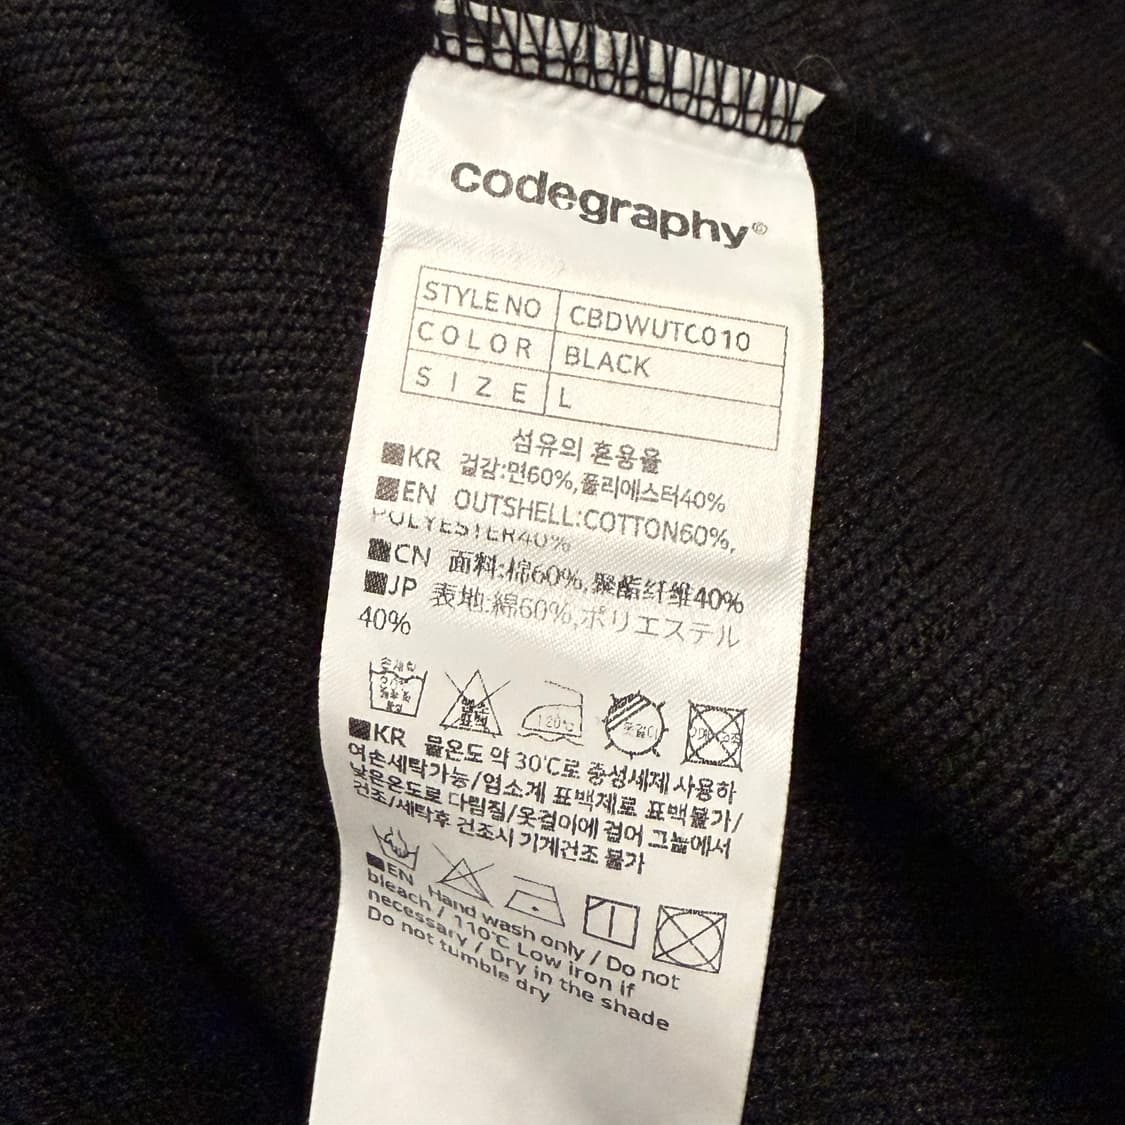 codegraphy®
STYLE NO CBDWUTC010
COLOR BLACK
SIZE L
섬유의 혼용율
KR 겉감:면60%,폴리에스터40%
EN OUTSHELL:COTTON60%,
POLYESTER40%
CN 面料:棉60%,聚酯纤维40%
JP 表地:綿60%,ポリエステル
40%
120℃
옷걸이
KR 물온도 약 30℃로 중성세제 사용하
여손세탁가능/염소계 표백제로 표백불가/
낮은온도로 다림질/옷걸이에 걸어 그늘에서
건조/세탁후 건조시 기계건조 불가
EN Hand wash only / Do not
bleach / 110℃ Low iron if
necessary / Dry in the shade
Do not tumble dry